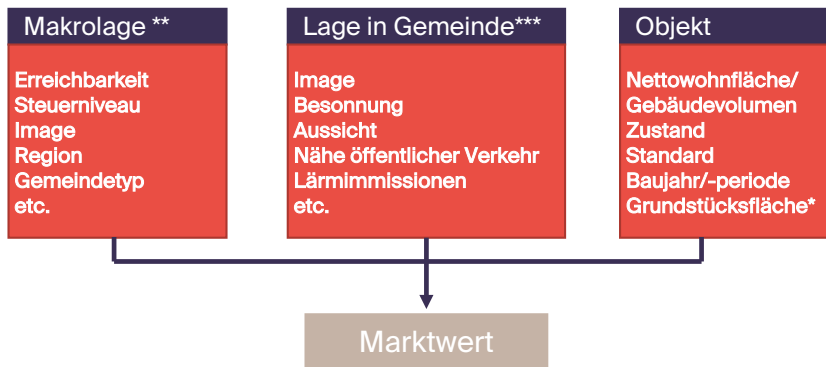 Makrolage **
Erreichbarkeit
Steuerniveau
Image
Region
Gemeindetyp
etc.
Lage in Gemeinde***
Image
Besonnung
Aussicht
Nähe öffentlicher Verkehr
Lärmimmissionen
etc.
Objekt
Nettowohnfläche/
Gebäudevolumen
Zustand
Standard
Baujahr/-periode
Grundstücksfläche*
Marktwert